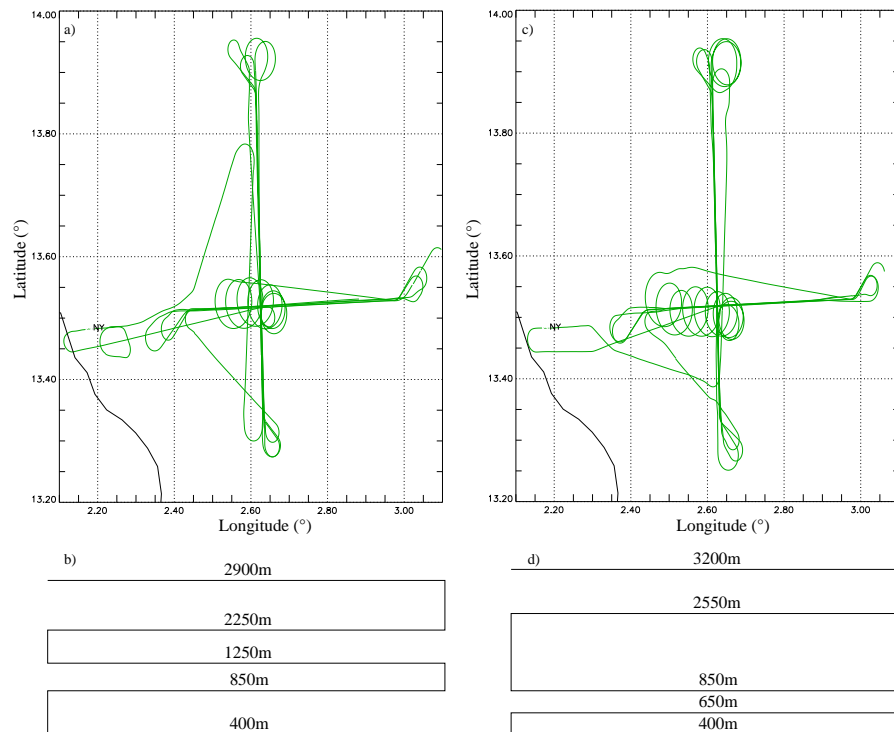 a)
14.00
13.80
13.60
13.40
13.20
Latitude (°)
NY
2.20 2.40 2.60 2.80 3.00
Longitude (°)
c)
14.00
13.80
13.60
13.40
13.20
Latitude (°)
NY
2.20 2.40 2.60 2.80 3.00
Longitude (°)
b)
2900m
2250m
1250m
850m
400m
d)
3200m
2550m
850m
650m
400m